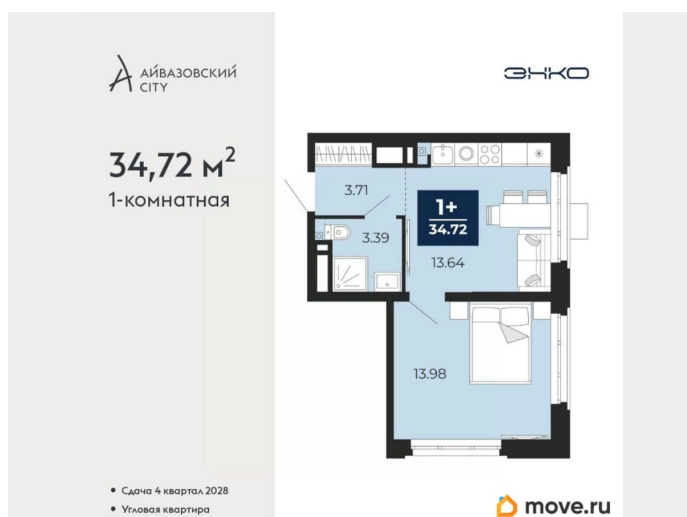 АЙВАЗОВСКИЙ
CITY
ЭНКО
34,72 м²
1-комнатная
3.71
1+
34.72
3.39
13.64
13.98
• Сдача 4 квартал 2028
• Угловая квартира
move.ru